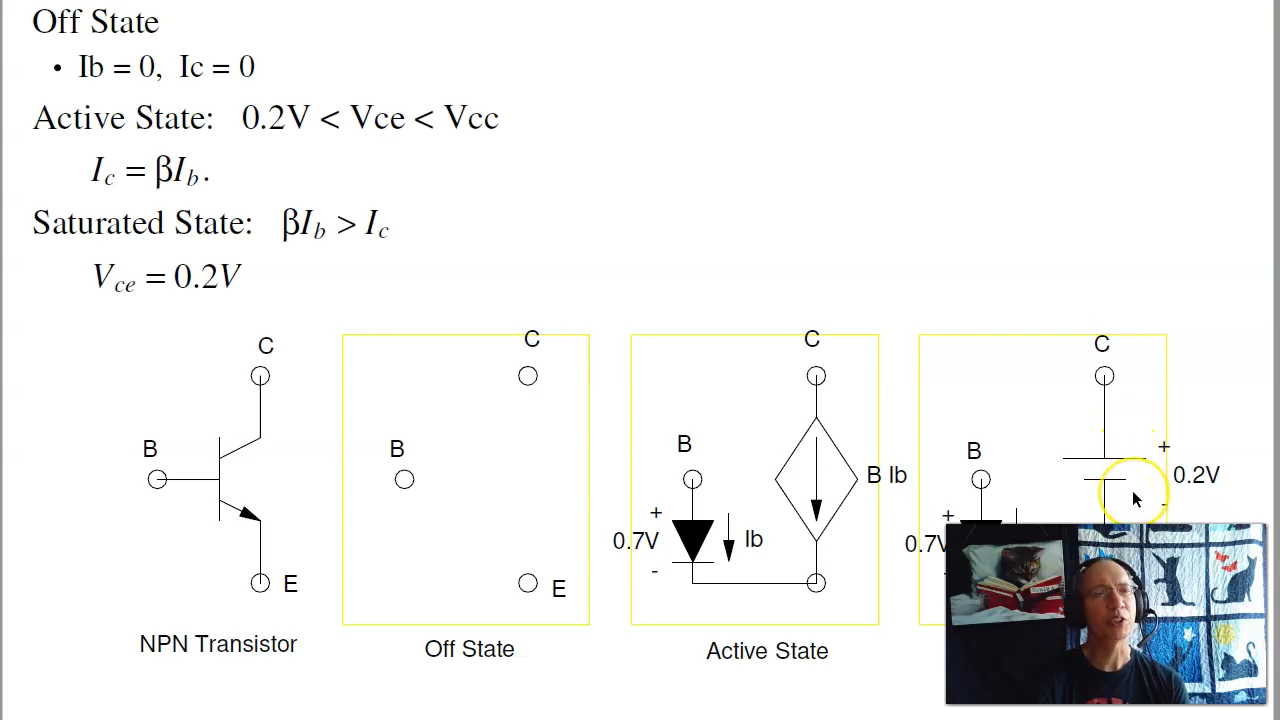 Off State
• Ib = 0, Ic = 0
Active State: 0.2V < Vce < Vcc
Ic = βIb.
Saturated State: βIb > Ic
Vce = 0.2V
C
B
E
NPN Transistor
C
B
E
Off State
C
B
+
0.7V
-
Ib
B Ib
Active State
C
B
+
0.2V
-
+
0.7V
-